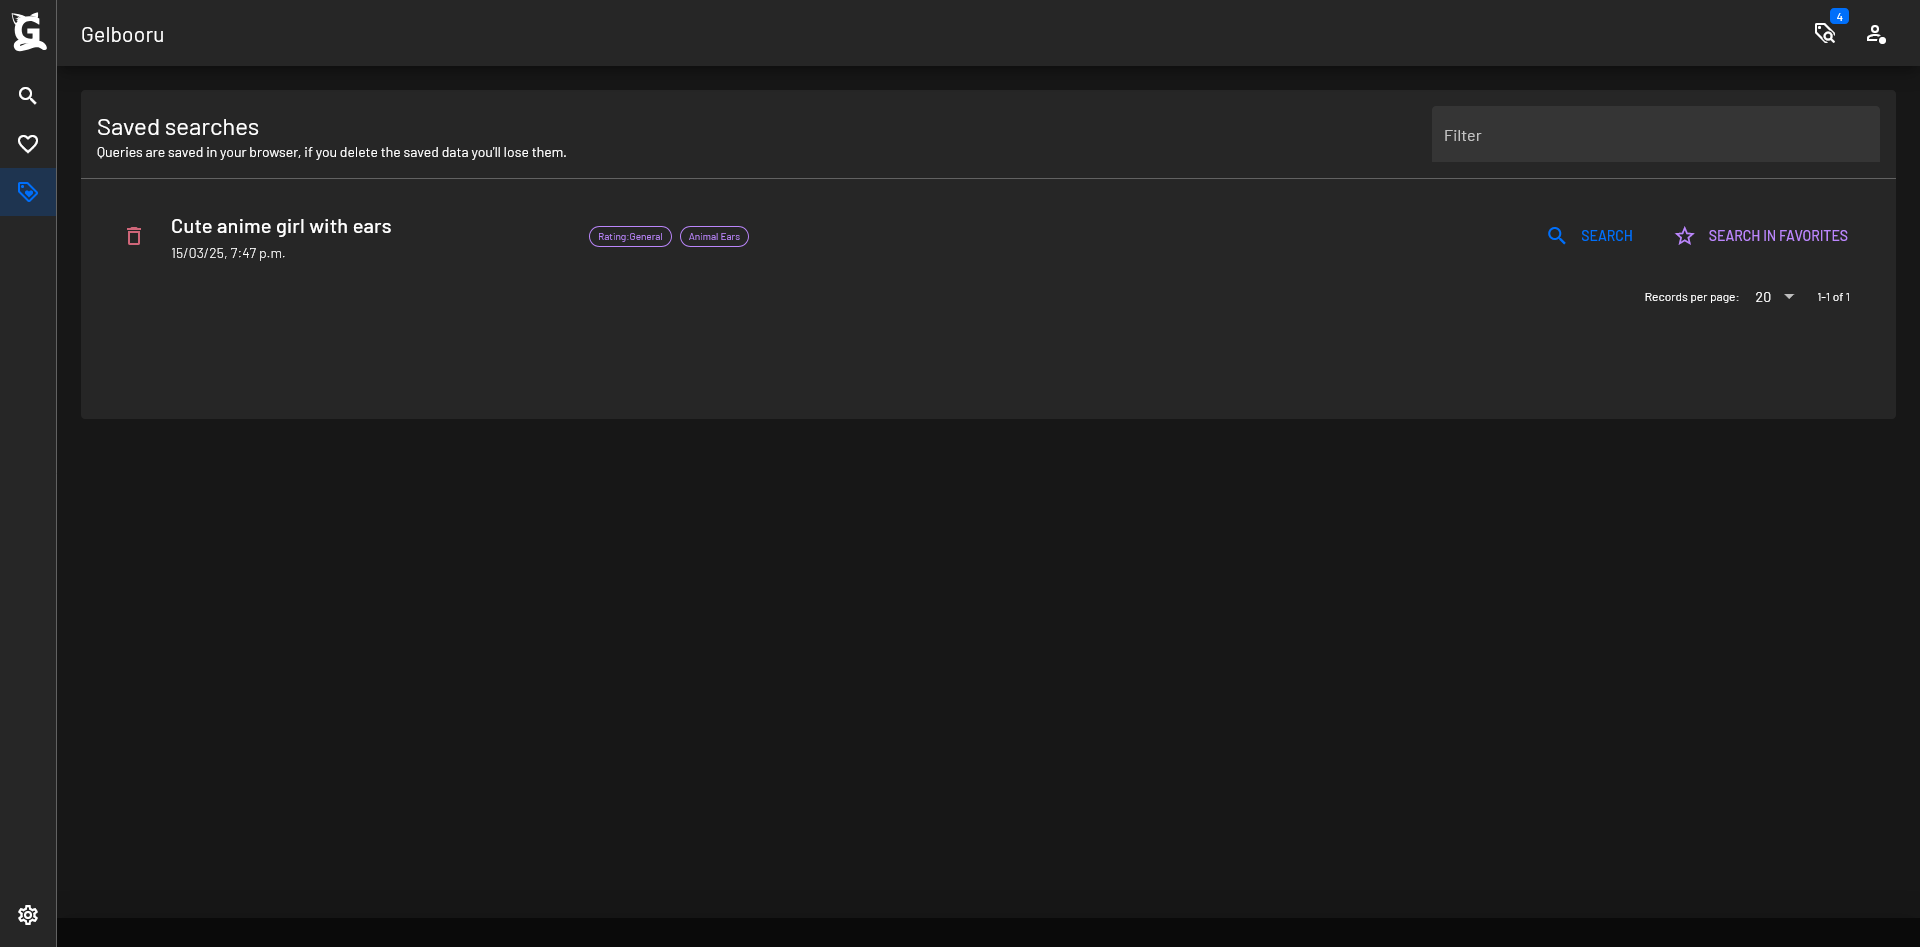 G
Gelbooru
4
Saved searches
Queries are saved in your browser, if you delete the saved data you'll lose them.
Filter
Cute anime girl with ears
15/03/25, 7:47 p.m.
Rating:General
Animal Ears
SEARCH
SEARCH IN FAVORITES
Records per page: 20 1-1 of 1